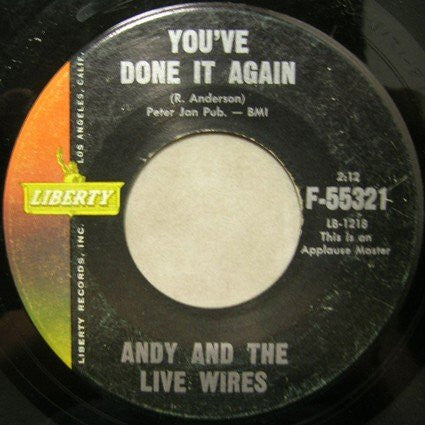 YOU'VE
DONE IT AGAIN
(R. Anderson)
Peter Jan Pub. — BMI
LOS ANGELES, CALIF.
LIBERTY
LIBERTY RECORDS, INC.
2:12
F-55321
LB-1218
This is an
Applause Master
ANDY AND THE
LIVE WIRES